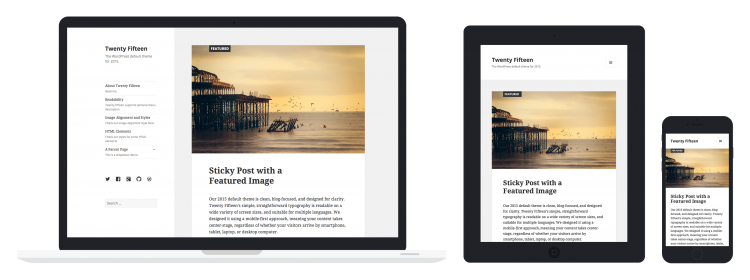 Twenty Fifteen
The WordPress default theme
for 2015.
About Twenty Fifteen
Readability
Image Alignment and Styles
HTML Elements
A Parent Page
Search …
FEATURED
Sticky Post with a
Featured Image
Our 2015 default theme is clean, blog-focused, and designed for clarity.
Twenty Fifteen's simple, straightforward typography is readable on a
wide variety of screen sizes, and suitable for multiple languages. We
designed it using a mobile-first approach, meaning your content takes
center-stage, regardless of whether your visitors arrive by smartphone,
tablet, laptop, or desktop computer.
Twenty Fifteen
The WordPress default theme
for 2015.
FEATURED
Sticky Post with a
Featured Image
Our 2015 default theme is clean, blog-focused, and designed for
clarity. Twenty Fifteen's simple, straightforward typography is
readable on a wide variety of screen sizes, and suitable for
multiple languages. We designed it using a mobile-first
approach, meaning your content takes center-stage,
regardless of whether your visitors arrive by smartphone,
tablet, laptop, or desktop computer.
Twenty Fifteen
FEATURED
Sticky Post with a
Featured Image
Our 2015 default theme is clean,